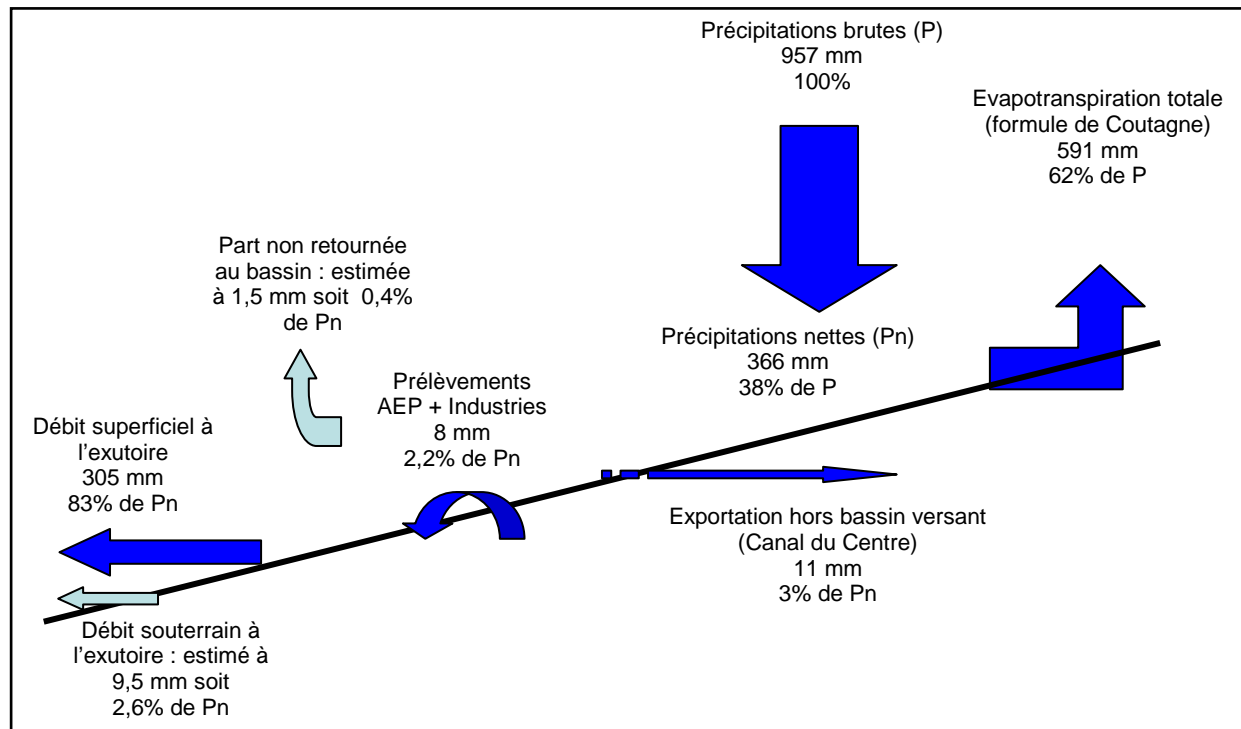 Précipitations brutes (P)
957 mm
100%
Evapotranspiration totale
(formule de Coutagne)
591 mm
62% de P
Part non retournée
au bassin : estimée
à 1,5 mm soit 0,4%
de Pn
Précipitations nettes (Pn)
366 mm
38% de P
Prélèvements
AEP + Industries
8 mm
2,2% de Pn
Débit superficiel à
l'exutoire
305 mm
83% de Pn
Exportation hors bassin versant
(Canal du Centre)
11 mm
3% de Pn
Débit souterrain à
l'exutoire : estimé à
9,5 mm soit
2,6% de Pn